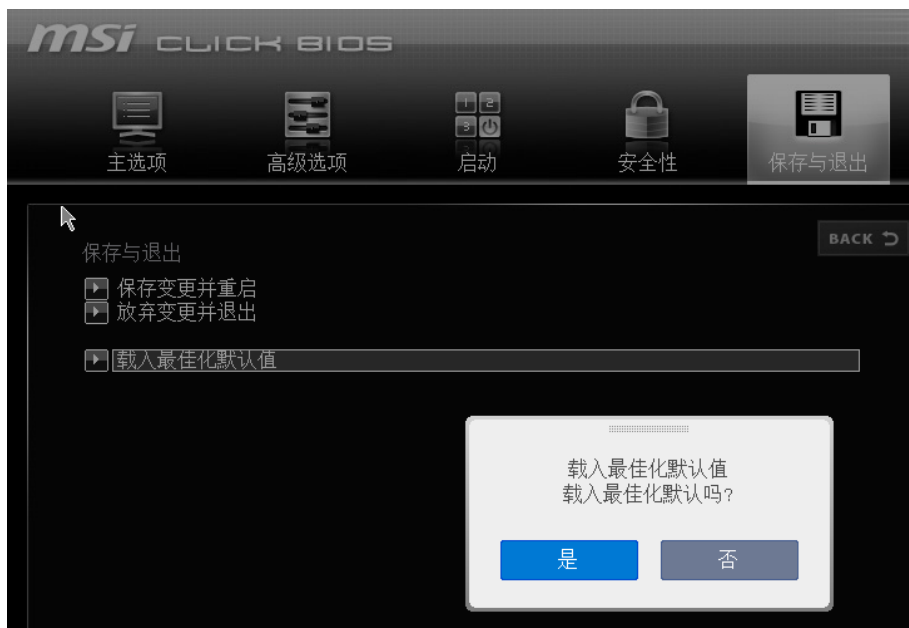 msi CLICK BIOS
主选项
高级选项
启动
安全性
保存与退出
BACK
保存与退出
保存变更并重启
放弃变更并退出
载入最佳化默认值
载入最佳化默认值
载入最佳化默认吗?
是
否